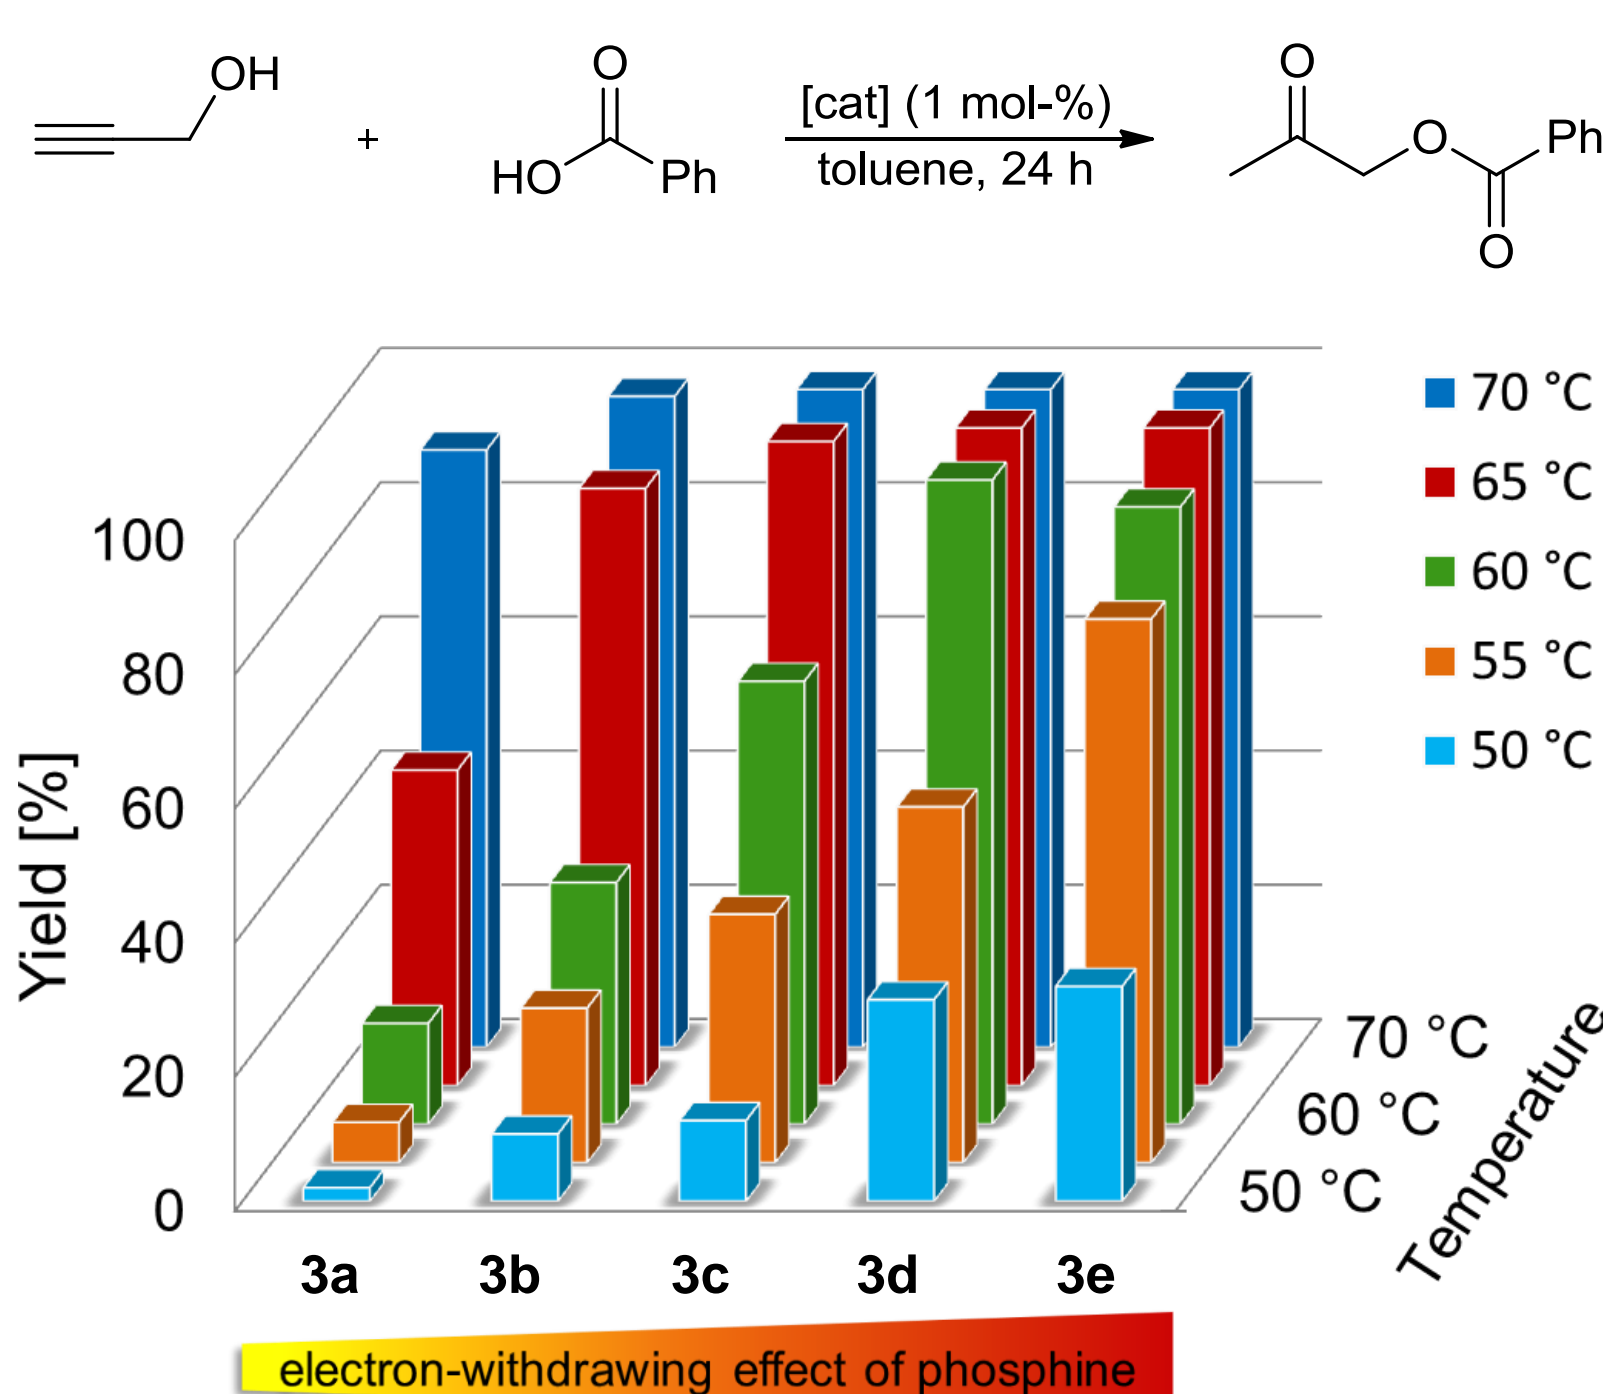 OH
+
O
HO
Ph
[cat] (1 mol-%)
toluene, 24 h
O
O
Ph
O
70 °C
65 °C
60 °C
55 °C
50 °C
Yield [%]
100
80
60
40
20
0
70 °C
60 °C
50 °C
Temperature
3a 3b 3c 3d 3e
electron-withdrawing effect of phosphine